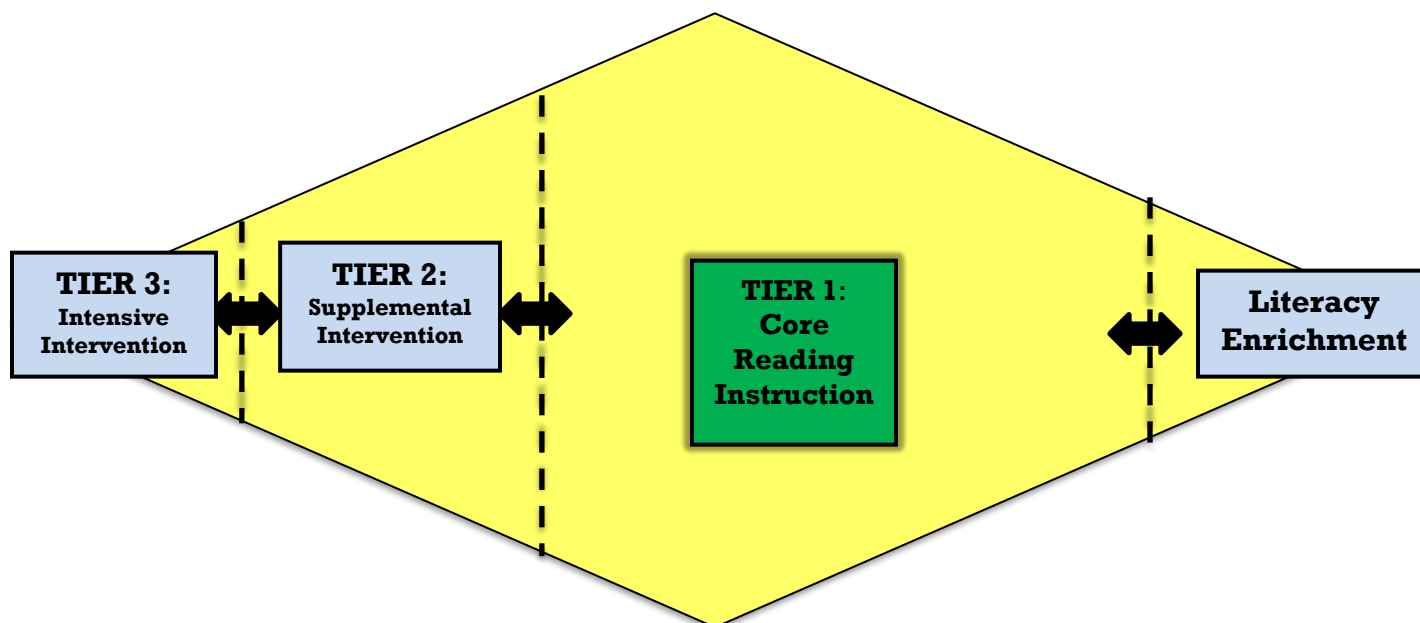 TIER 3:
Intensive
Intervention
TIER 2:
Supplemental
Intervention
TIER 1:
Core
Reading
Instruction
Literacy
Enrichment